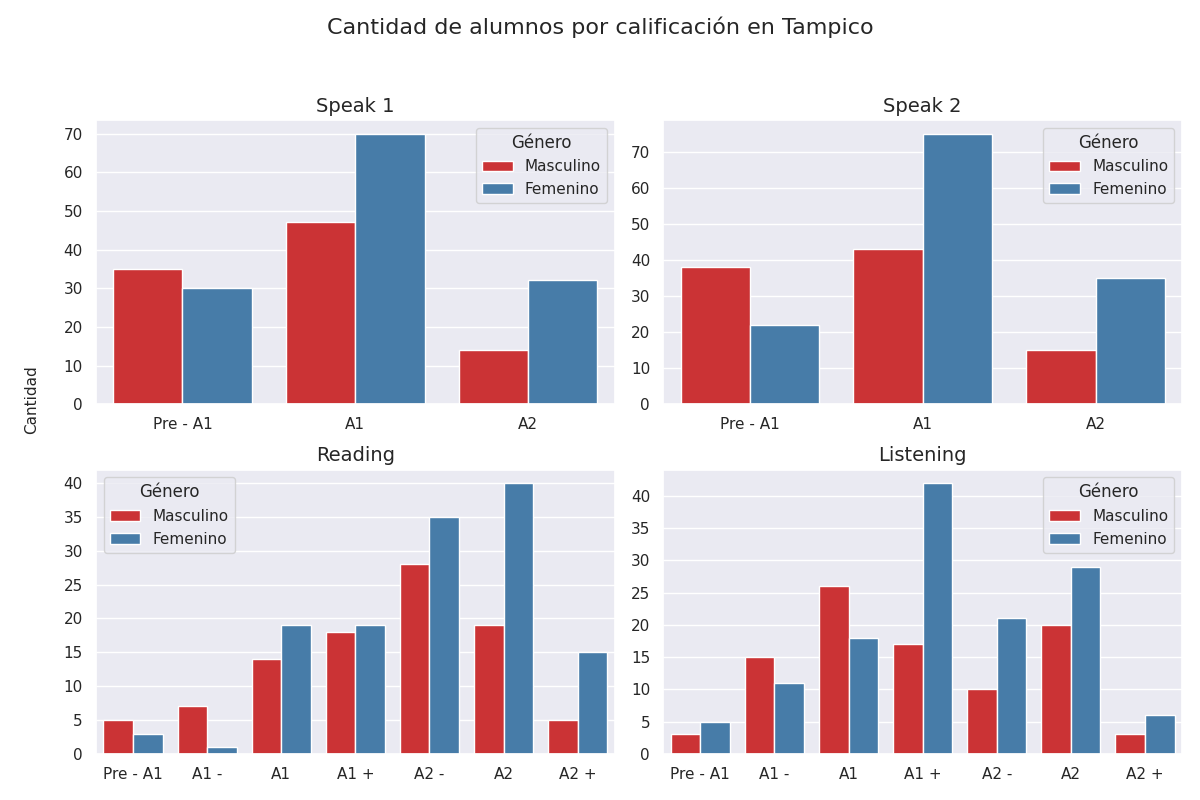 Cantidad de alumnos por calificación en Tampico
Speak 1
70
60
50
40
30
20
10
0
Género
Masculino
Femenino
Pre - A1 A1 A2
Speak 2
70
60
50
40
30
20
10
0
Género
Masculino
Femenino
Pre - A1 A1 A2
Cantidad
Reading
40
35
30
25
20
15
10
5
0
Género
Masculino
Femenino
Pre - A1 A1 - A1 A1 + A2 - A2 A2 +
Listening
40
35
30
25
20
15
10
5
0
Género
Masculino
Femenino
Pre - A1 A1 - A1 A1 + A2 - A2 A2 +